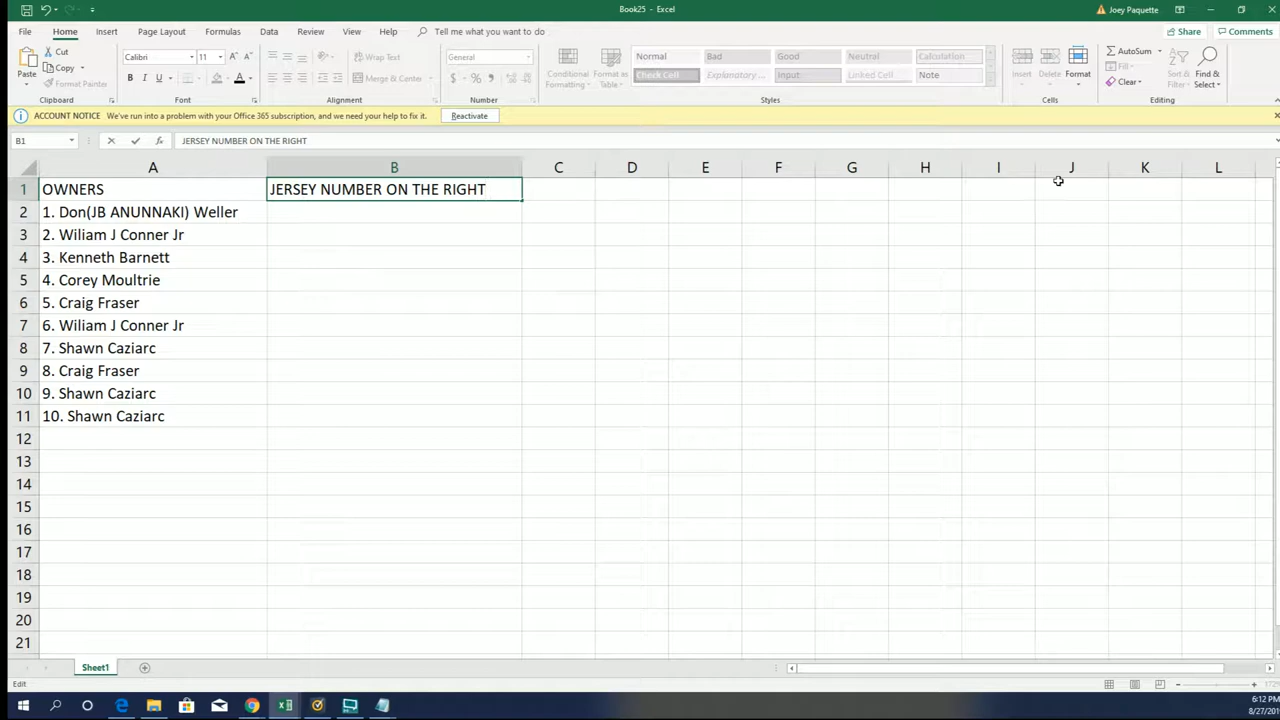 Book25 - Excel
Joey Paquette
File Home Insert Page Layout Formulas Data Review View Help Tell me what you want to do
Share Comments
Paste
Cut
Copy
Format Painter
Clipboard
Calibri 11
B I U
Font
Wrap Text
Merge & Center
Alignment
General
$ % ,
Number
Conditional Formatting
Format as Table
Normal Bad Good Neutral Calculation
Check Cell Explanatory ... Input Linked Cell Note
Styles
Insert Delete Format
Cells
AutoSum
Fill
Clear
Sort & Filter
Find & Select
Editing
ACCOUNT NOTICE We've run into a problem with your Office 365 subscription, and we need your help to fix it. Reactivate
B1 fx JERSEY NUMBER ON THE RIGHT
A B C D E F G H I J K L
1 OWNERS JERSEY NUMBER ON THE RIGHT
2 1. Don(JB ANUNNAKI) Weller
3 2. Wiliam J Conner Jr
4 3. Kenneth Barnett
5 4. Corey Moultrie
6 5. Craig Fraser
7 6. Wiliam J Conner Jr
8 7. Shawn Caziarc
9 8. Craig Fraser
10 9. Shawn Caziarc
11 10. Shawn Caziarc
12
13
14
15
16
17
18
19
20
21
Sheet1
Edit
6:12 PM